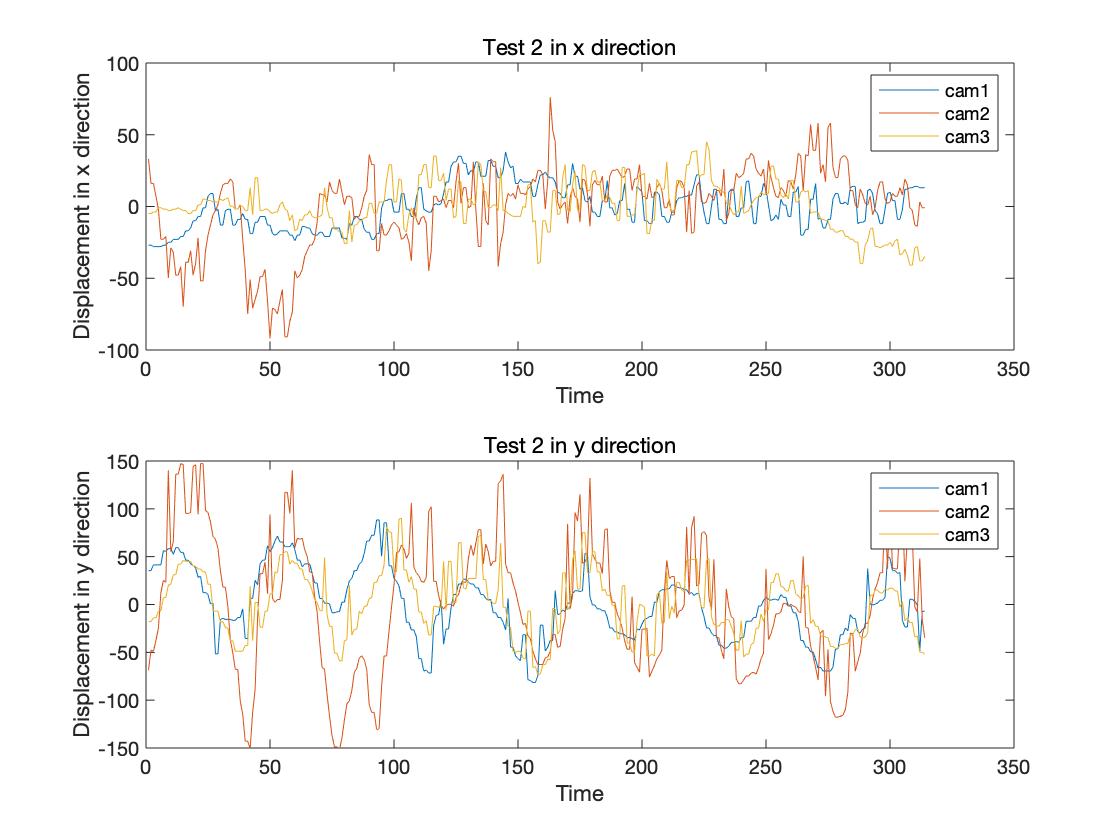 Test 2 in x direction
Displacement in x direction
100
50
0
-50
-100
0 50 100 150 200 250 300 350
Time
cam1
cam2
cam3
Test 2 in y direction
Displacement in y direction
150
100
50
0
-50
-100
-150
0 50 100 150 200 250 300 350
Time
cam1
cam2
cam3